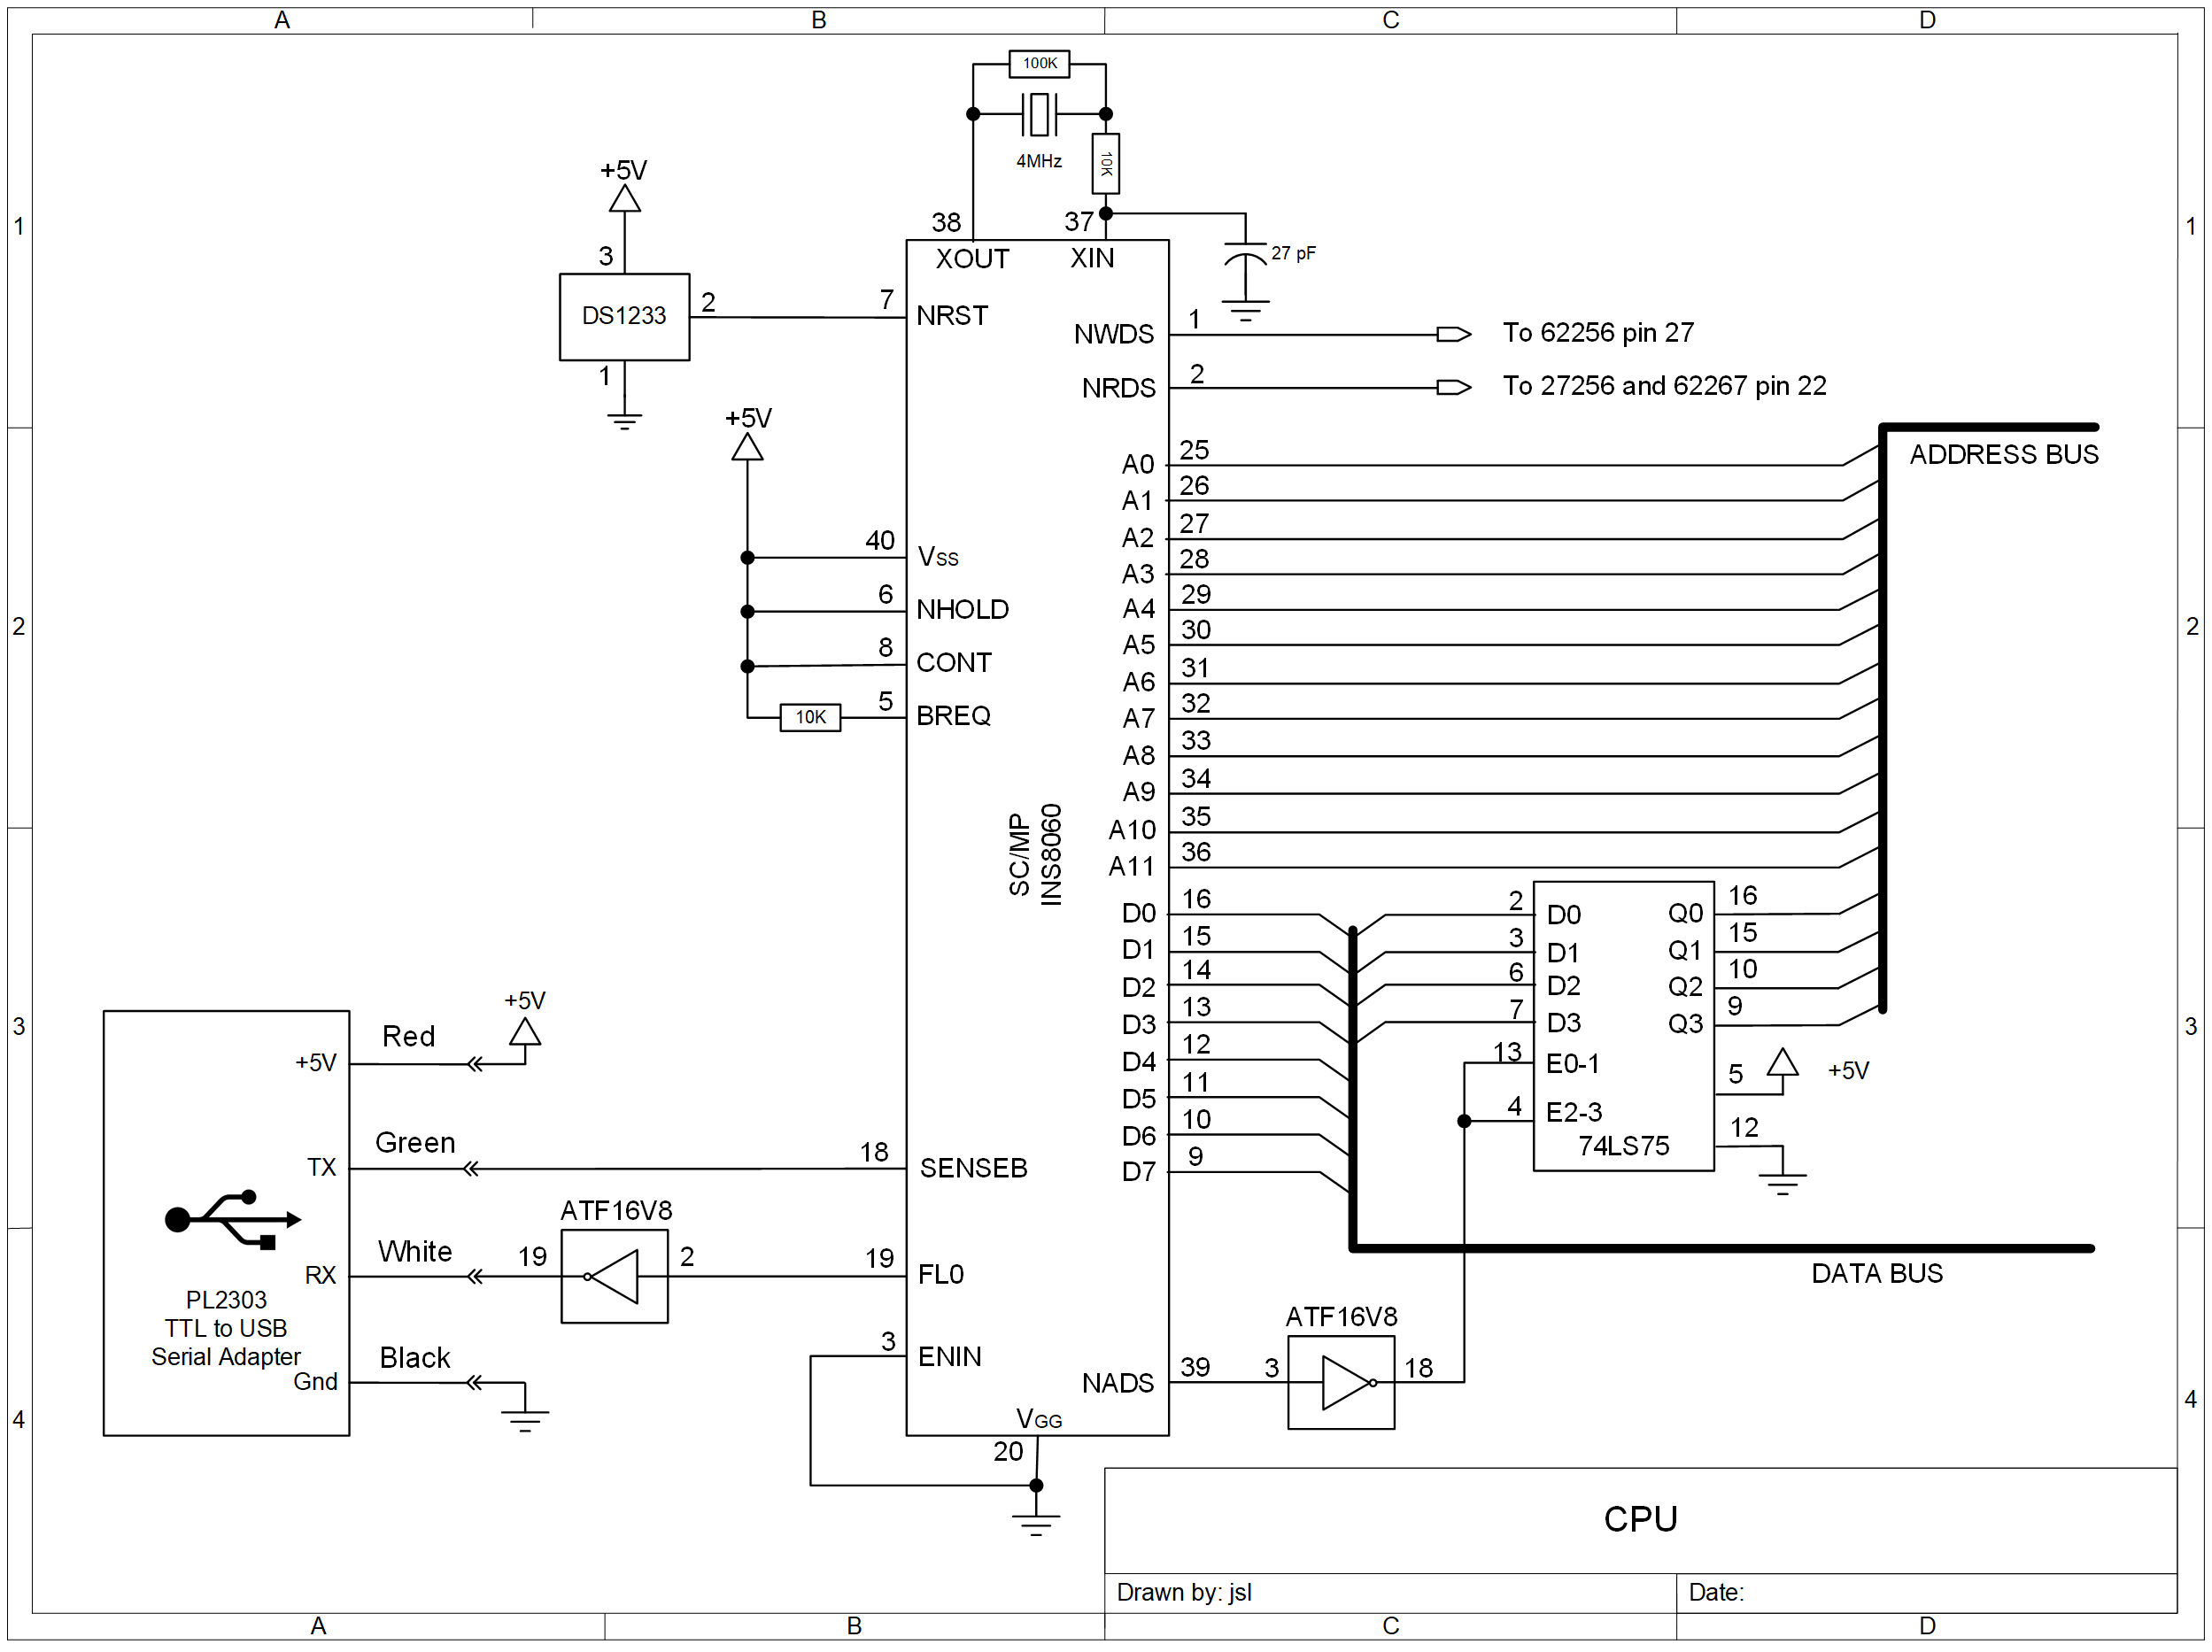 A B C D
1
2
3
4
1
2
3
4
100K
4MHz
10K
38
37
XOUT
XIN
27 pF
+5V
3
DS1233
2
1
7
NRST
NWDS
1
To 62256 pin 27
NRDS
2
To 27256 and 62267 pin 22
+5V
40
VSS
6
NHOLD
8
CONT
5
BREQ
10K
SC/MP
INS8060
A0 25
A1 26
A2 27
A3 28
A4 29
A5 30
A6 31
A7 32
A8 33
A9 34
A10 35
A11 36
ADDRESS BUS
D0 16
D1 15
D2 14
D3 13
D4 12
D5 11
D6 10
D7 9
2 D0 Q0 16
3 D1 Q1 15
6 D2 Q2 10
7 D3 Q3 9
13 E0-1
4 E2-3
74LS75
5 +5V
12
DATA BUS
+5V
Red
+5V
TX
Green
18
SENSEB
RX
White
19
ATF16V8
2
19
FL0
PL2303
TTL to USB
Serial Adapter
Gnd
Black
3
ENIN
VGG
20
NADS
39
3
ATF16V8
18
CPU
Drawn by: jsl
Date:
A B C D